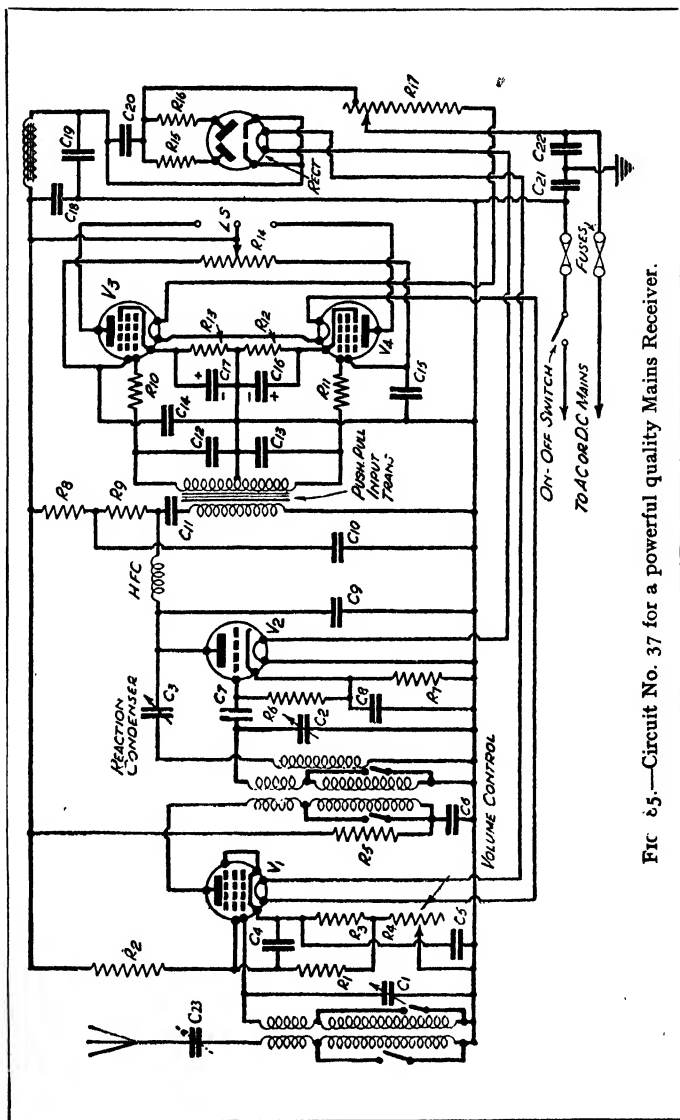 R16
C20
R17
R15
RECT
C19
C18
C22
C21
LS
R14
FUSES
V3
R13
R12
V4
R10
+
C17
-
-
C16
+
R11
C15
C14
C12
C13
PUSH. PULL
INPUT
TRANS
ON-OFF SWITCH
TO AC OR D.C. MAINS
R8
R9
C11
C10
HFC
C9
C3
V2
C7
R6
C2
C8
R7
REACTION
CONDENSER
R5
C6
V1
VOLUME CONTROL
R2
C4
R3
R4
C5
R1
C1
C23
FIG 85.—Circuit No. 37 for a powerful quality Mains Receiver.